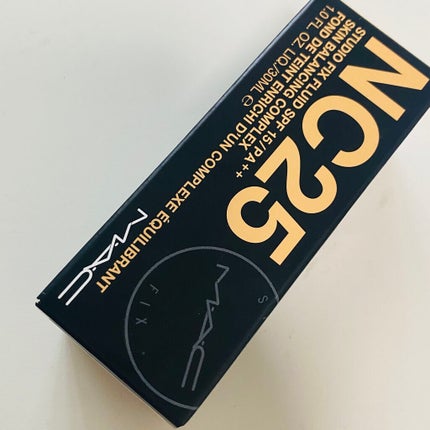 NC25
STUDIO FIX FLUID SPF 15/PA++
SKIN BALANCING COMPLEX
FOND DE TEINT ENRICHI D'UN COMPLEXE ÉQUILIBRANT
1.0 FL. OZ. LIQ./30ML ℮
M·A·C
M·A·C
FIX